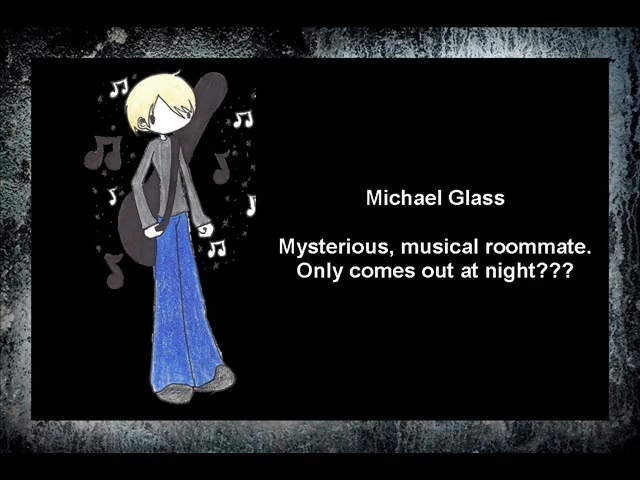 Michael Glass
Mysterious, musical roommate.
Only comes out at night???